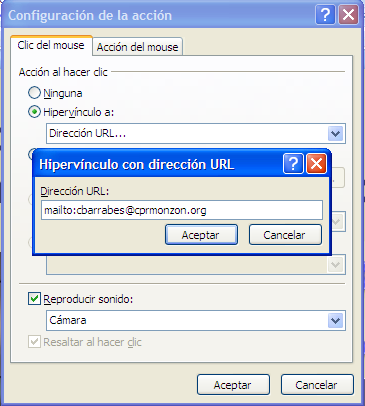 Configuración de la acción
Clic del mouse
Acción del mouse
Acción al hacer clic
Ninguna
Hipervínculo a:
Dirección URL...
Hipervínculo con dirección URL
Dirección URL:
mailto:cbarrabes@cprmonzon.org
Aceptar
Cancelar
Reproducir sonido:
Cámara
Resaltar al hacer clic
Aceptar
Cancelar